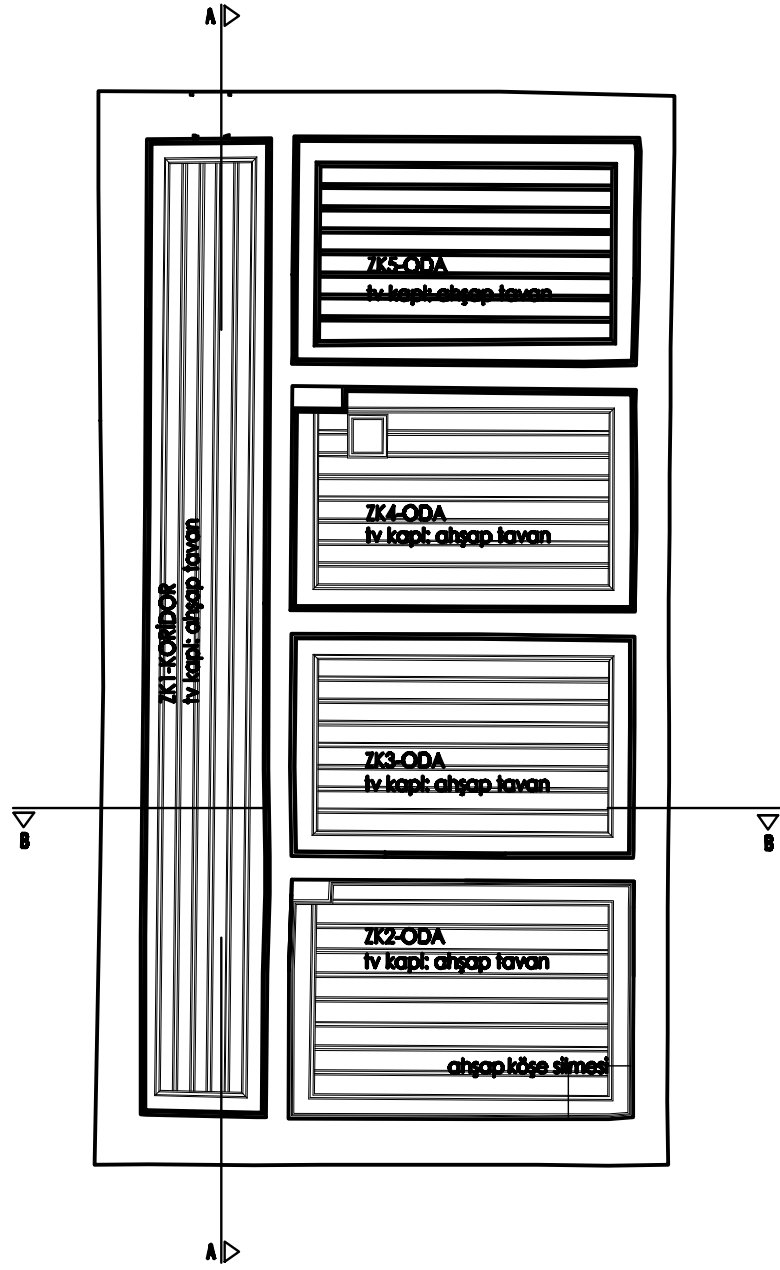 A
ZK5-ODA
tv kapl: ahşap tavan
ZK4-ODA
tv kapl: ahşap tavan
ZK1-KORİDOR
tv kapl: ahşap tavan
ZK3-ODA
tv kapl: ahşap tavan
B
B
ZK2-ODA
tv kapl: ahşap tavan
ahşap köşe silmesi
A